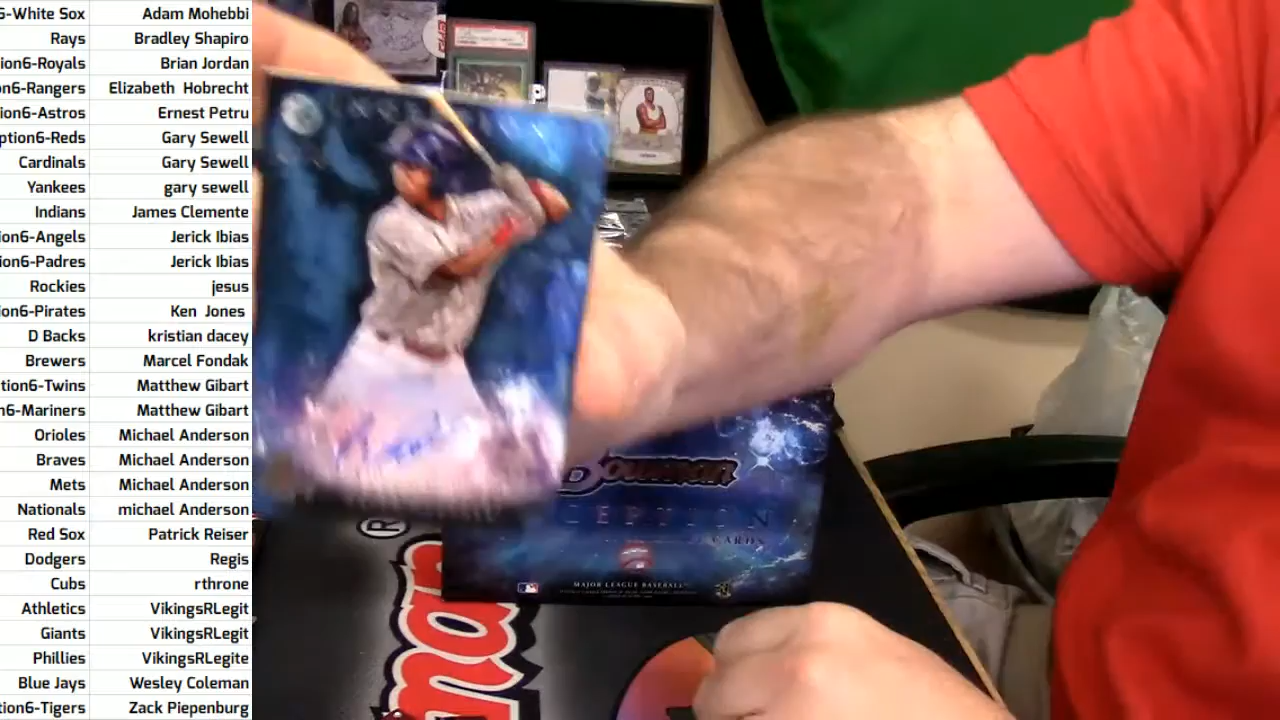 6-White Sox Adam Mohebbi
Rays Bradley Shapiro
ion6-Royals Brian Jordan
on6-Rangers Elizabeth Hobrecht
ion6-Astros Ernest Petru
ption6-Reds Gary Sewell
Cardinals Gary Sewell
Yankees gary sewell
Indians James Clemente
ion6-Angels Jerick Ibias
ion6-Padres Jerick Ibias
Rockies jesus
ion6-Pirates Ken Jones
D Backs kristian dacey
Brewers Marcel Fondak
tion6-Twins Matthew Gibart
n6-Mariners Matthew Gibart
Orioles Michael Anderson
Braves Michael Anderson
Mets Michael Anderson
Nationals michael Anderson
Red Sox Patrick Reiser
Dodgers Regis
Cubs rthrone
Athletics VikingsRLegit
Giants VikingsRLegit
Phillies VikingsRLegite
Blue Jays Wesley Coleman
ion6-Tigers Zack Piepenburg
Bowman
CEPTION
CARDS
MAJOR LEAGUE BASEBALL
man
®